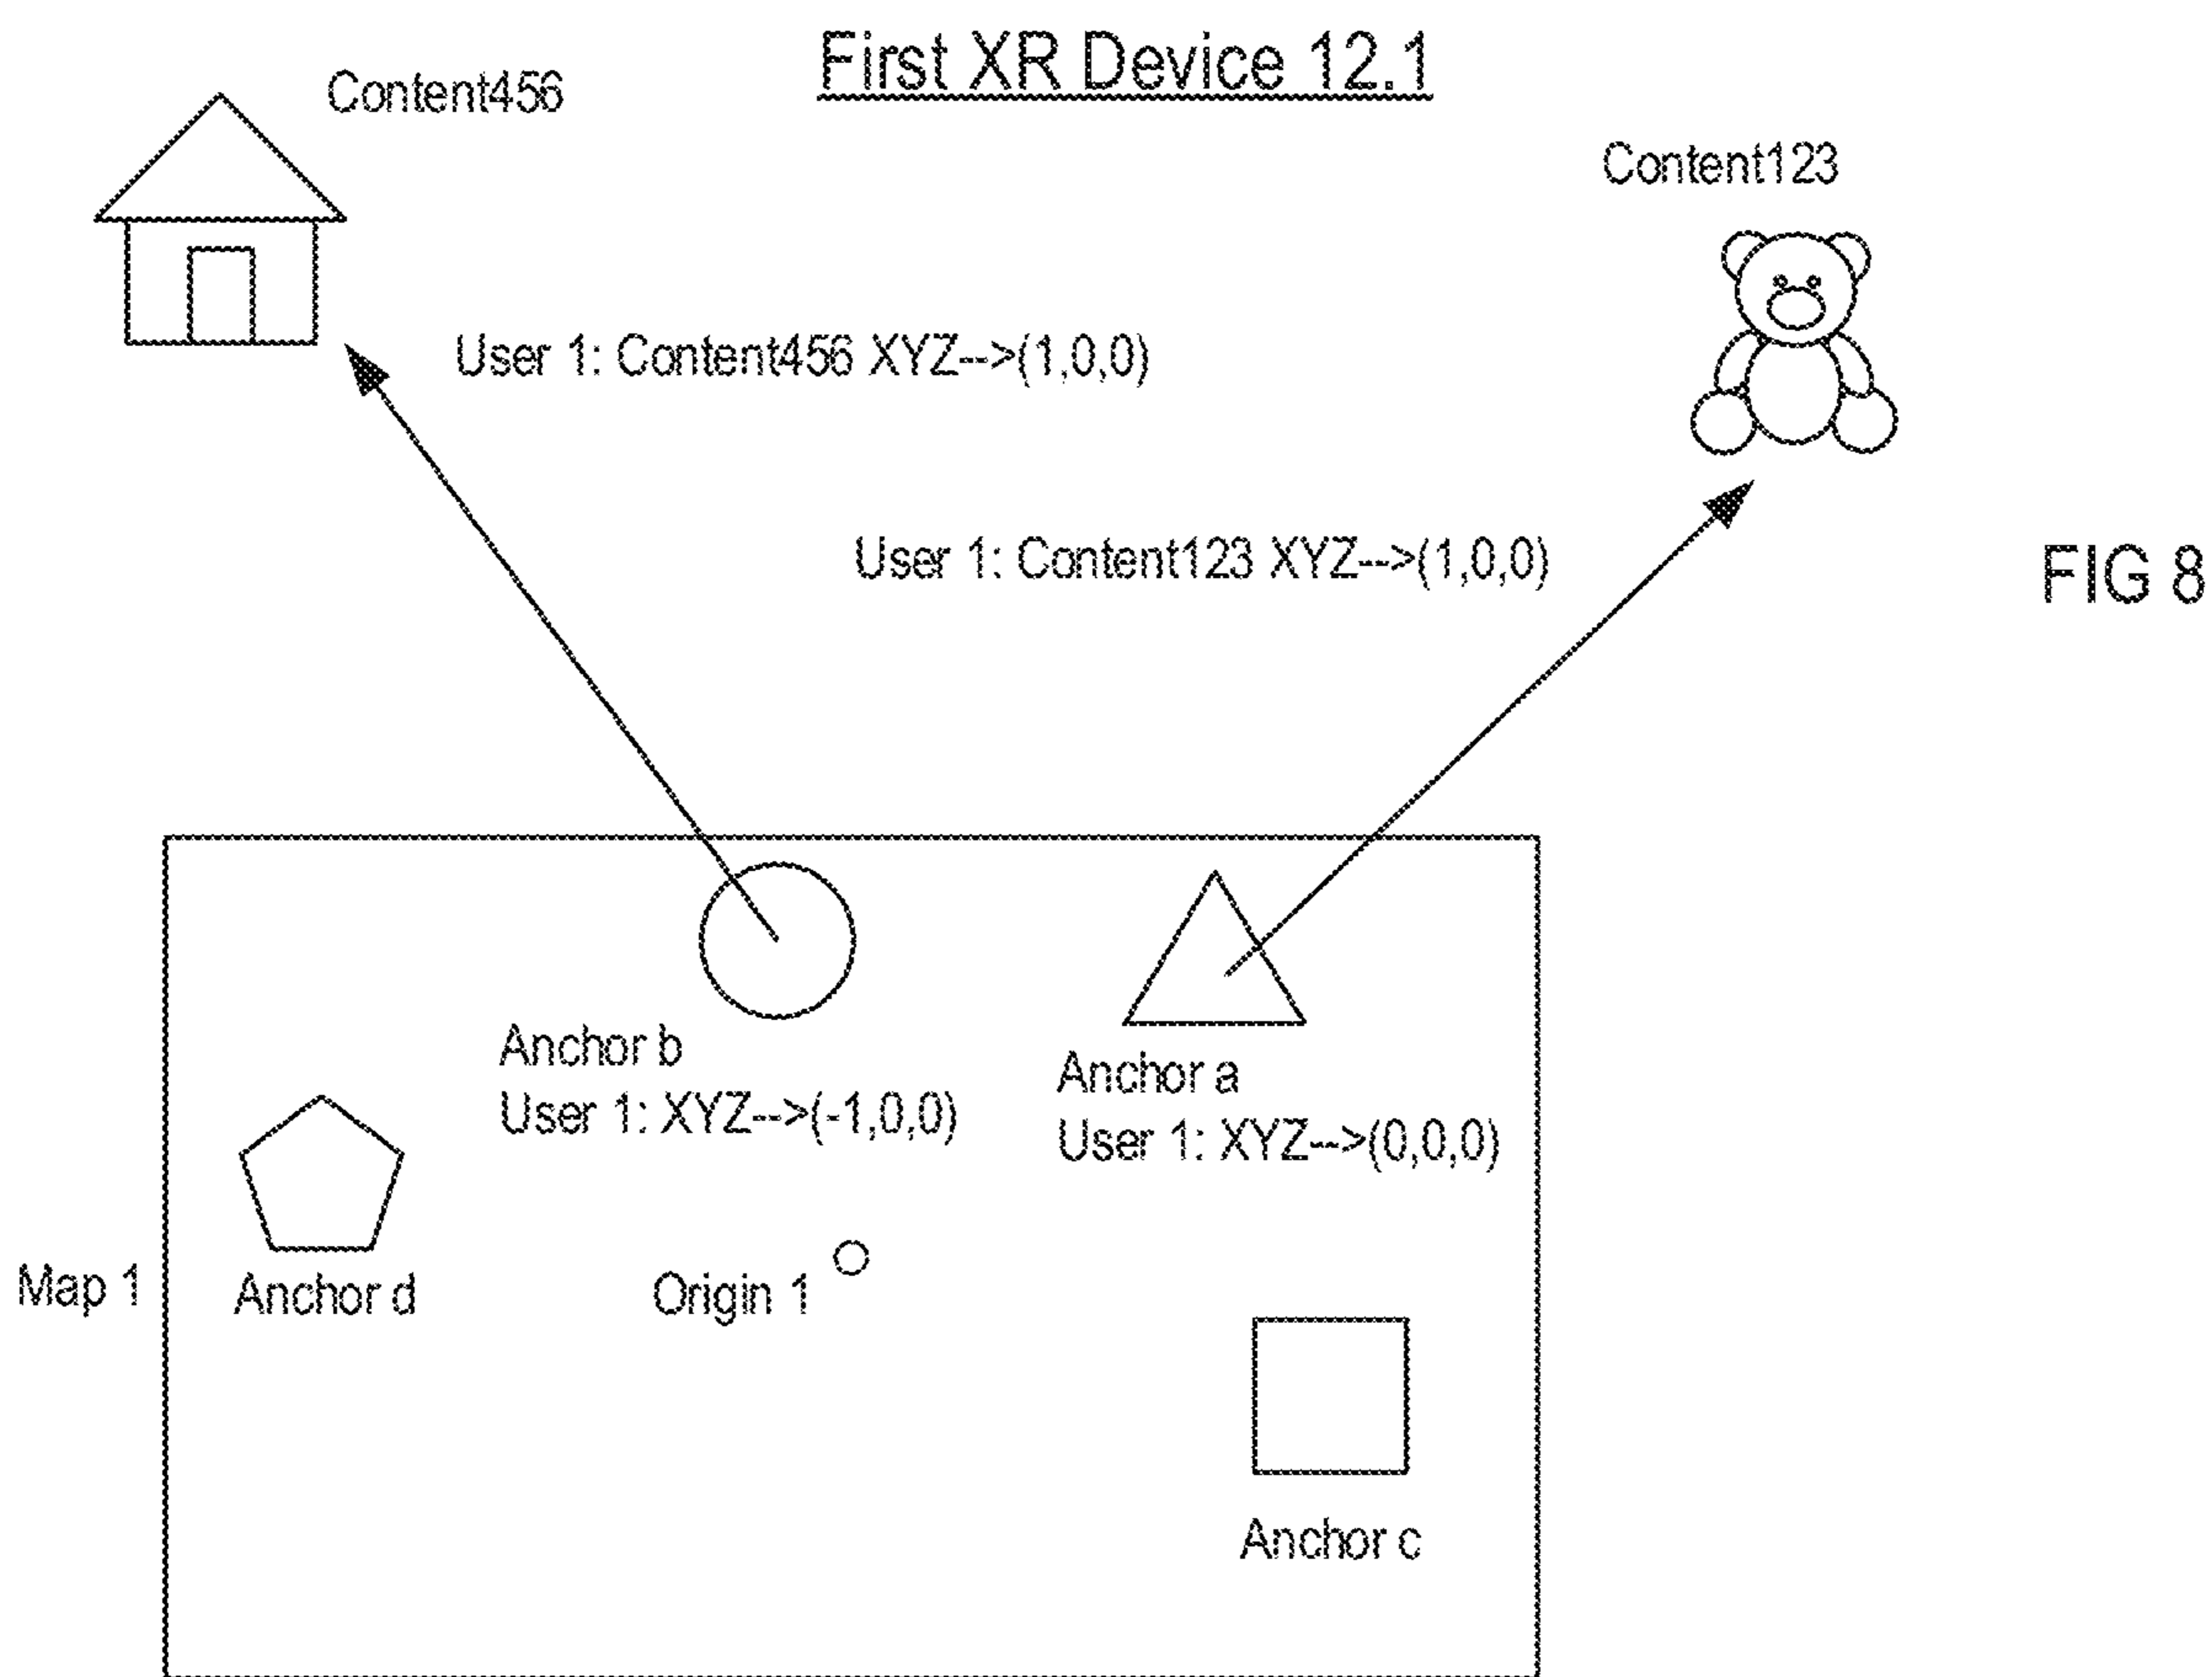 First XR Device 12.1
Content456
Content123
User 1: Content456 XYZ-->(1,0,0)
User 1: Content123 XYZ-->(1,0,0)
FIG 8
Anchor b
User 1: XYZ-->(-1,0,0)
Anchor a
User 1: XYZ-->(0,0,0)
Map 1
Anchor d
Origin 1
Anchor c